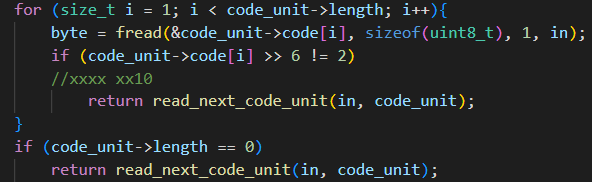 for (size_t i = 1; i < code_unit->length; i++){
byte = fread(&code_unit->code[i], sizeof(uint8_t), 1, in);
if (code_unit->code[i] >> 6 != 2)
//xxxx xx10
return read_next_code_unit(in, code_unit);
}
if (code_unit->length == 0)
return read_next_code_unit(in, code_unit);